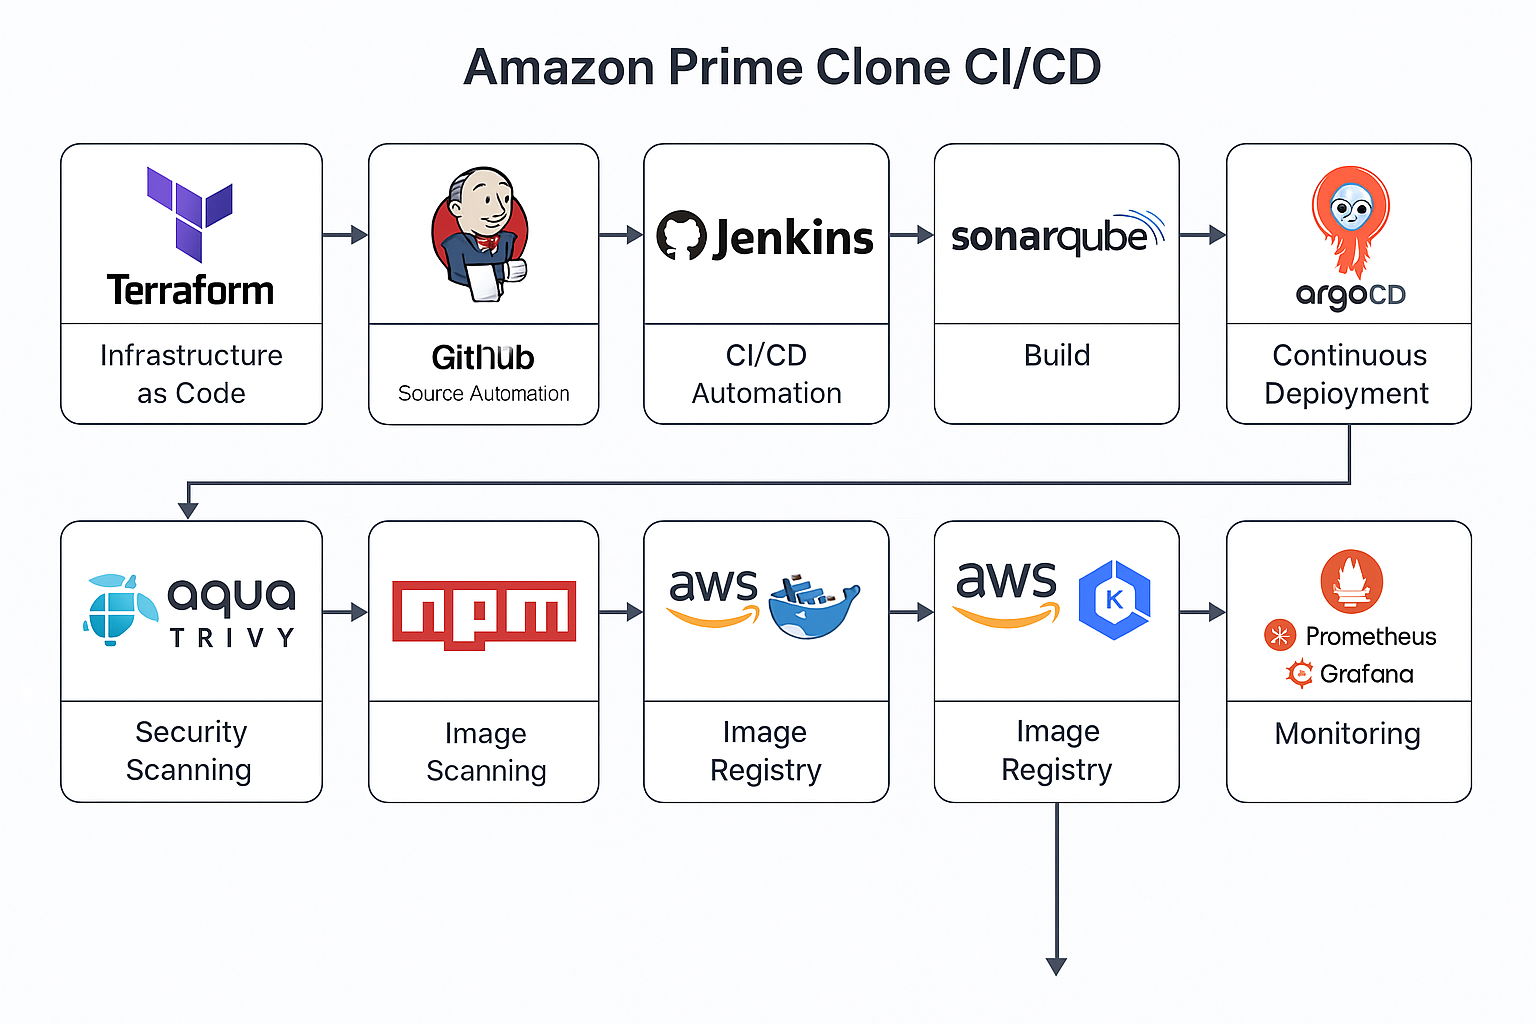 Amazon Prime Clone CI/CD
Terraform
Infrastructure
as Code
GitHub
Source Automation
Jenkins
CI/CD
Automation
sonarqube
Build
argoCD
Continuous
Deployment
aqua
TRIVY
Security
Scanning
npm
Image
Scanning
aws
Image
Registry
aws
K
Image
Registry
Prometheus
Grafana
Monitoring